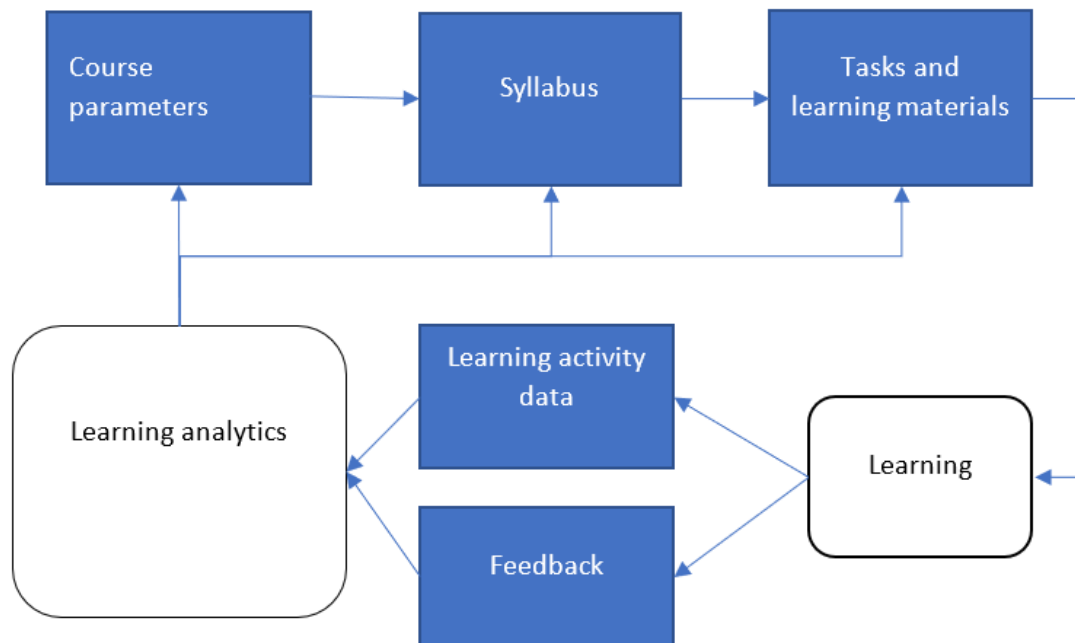 Course
parameters
Syllabus
Tasks and
learning materials
Learning activity
data
Learning analytics
Learning
Feedback